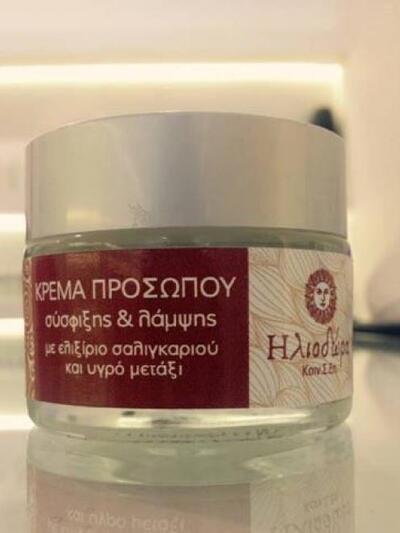 ΚΡΕΜΑ ΠΡΟΣΩΠΟΥ
σύσφιξης & λάμψης
με ελιξίριο σαλιγκαριού
και υγρό μετάξι
Ηλιοδώρα
Κοιν.Σ.Επ.